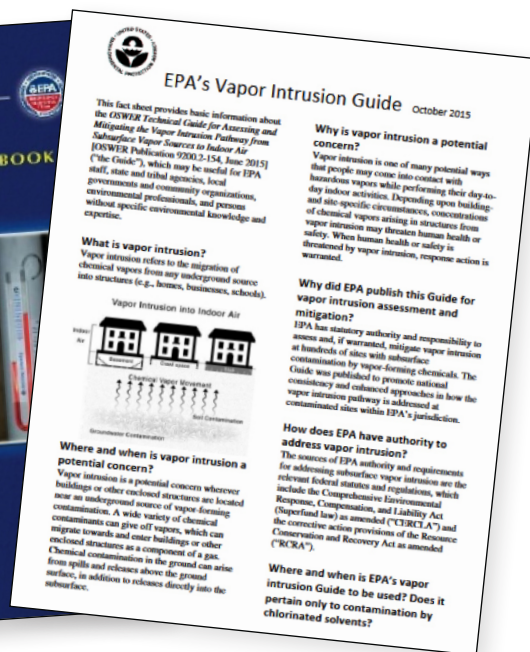 EPA
BOOK
EPA's Vapor Intrusion Guide October 2015
This fact sheet provides basic information about
the OSWER Technical Guide for Assessing and
Mitigating the Vapor Intrusion Pathway from
Subsurface Vapor Sources to Indoor Air
[OSWER Publication 9200.2-154, June 2015]
("the Guide"), which may be useful for EPA
staff, state and tribal agencies, local
governments and community organizations,
environmental professionals, and persons
without specific environmental knowledge and
expertise.
What is vapor intrusion?
Vapor intrusion refers to the migration of
chemical vapors from any underground source
into structures (e.g., homes, businesses, schools).
Vapor Intrusion into Indoor Air
Indoor
Air
Basement
Crawl space
Chemical Vapor Movement
Soil Contamination
Groundwater Contamination
Where and when is vapor intrusion a
potential concern?
Vapor intrusion is a potential concern wherever
buildings or other enclosed structures are located
near an underground source of vapor-forming
contamination. A wide variety of chemical
contaminants can give off vapors, which can
migrate towards and enter buildings or other
enclosed structures as a component of a gas.
Chemical contamination in the ground can arise
from spills and releases above the ground
surface, in addition to releases directly into the
subsurface.
Why is vapor intrusion a potential
concern?
Vapor intrusion is one of many potential ways
that people may come into contact with
hazardous vapors while performing their day-to-
day indoor activities. Depending upon building-
and site-specific circumstances, concentrations
of chemical vapors arising in structures from
vapor intrusion may threaten human health or
safety. When human health or safety is
threatened by vapor intrusion, response action is
warranted.
Why did EPA publish this Guide for
vapor intrusion assessment and
mitigation?
EPA has statutory authority and responsibility to
assess and, if warranted, mitigate vapor intrusion
at hundreds of sites with subsurface
contamination by vapor-forming chemicals. The
Guide was published to promote national
consistency and enhanced approaches in how the
vapor intrusion pathway is addressed at
contaminated sites within EPA's jurisdiction.
How does EPA have authority to
address vapor intrusion?
The sources of EPA authority and requirements
for addressing subsurface vapor intrusion are the
relevant federal statutes and regulations, which
include the Comprehensive Environmental
Response, Compensation, and Liability Act
(Superfund law) as amended ("CERCLA") and
the corrective action provisions of the Resource
Conservation and Recovery Act as amended
("RCRA").
Where and when is EPA's vapor
intrusion Guide to be used? Does it
pertain only to contamination by
chlorinated solvents?